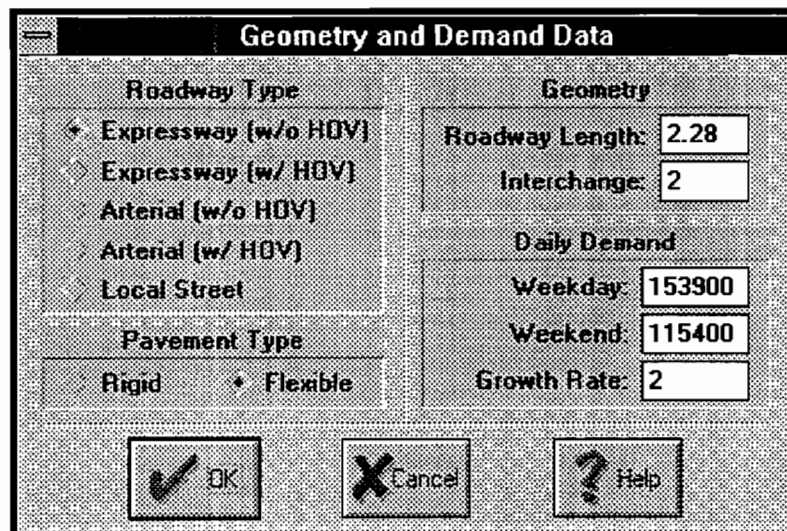 Geometry and Demand Data
Roadway Type
Expressway (w/o HOV)
Expressway (w/ HOV)
Arterial (w/o HOV)
Arterial (w/ HOV)
Local Street
Pavement Type
Rigid Flexible
Geometry
Roadway Length: 2.28
Interchange: 2
Daily Demand
Weekday: 153900
Weekend: 115400
Growth Rate: 2
OK Cancel Help